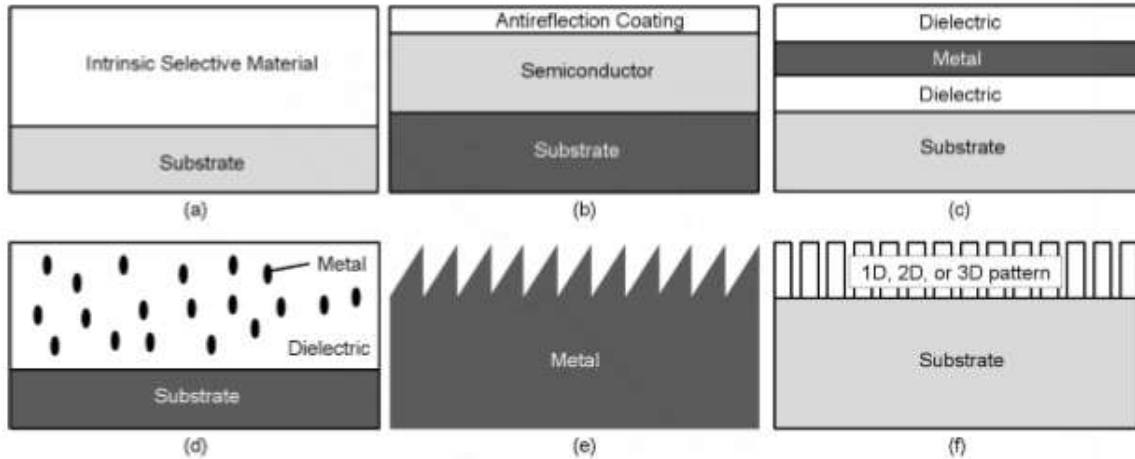 Intrinsic Selective Material
Substrate
(a)
Antireflection Coating
Semiconductor
Substrate
(b)
Dielectric
Metal
Dielectric
Substrate
(c)
Metal
Dielectric
Substrate
(d)
Metal
(e)
1D, 2D, or 3D pattern
Substrate
(f)